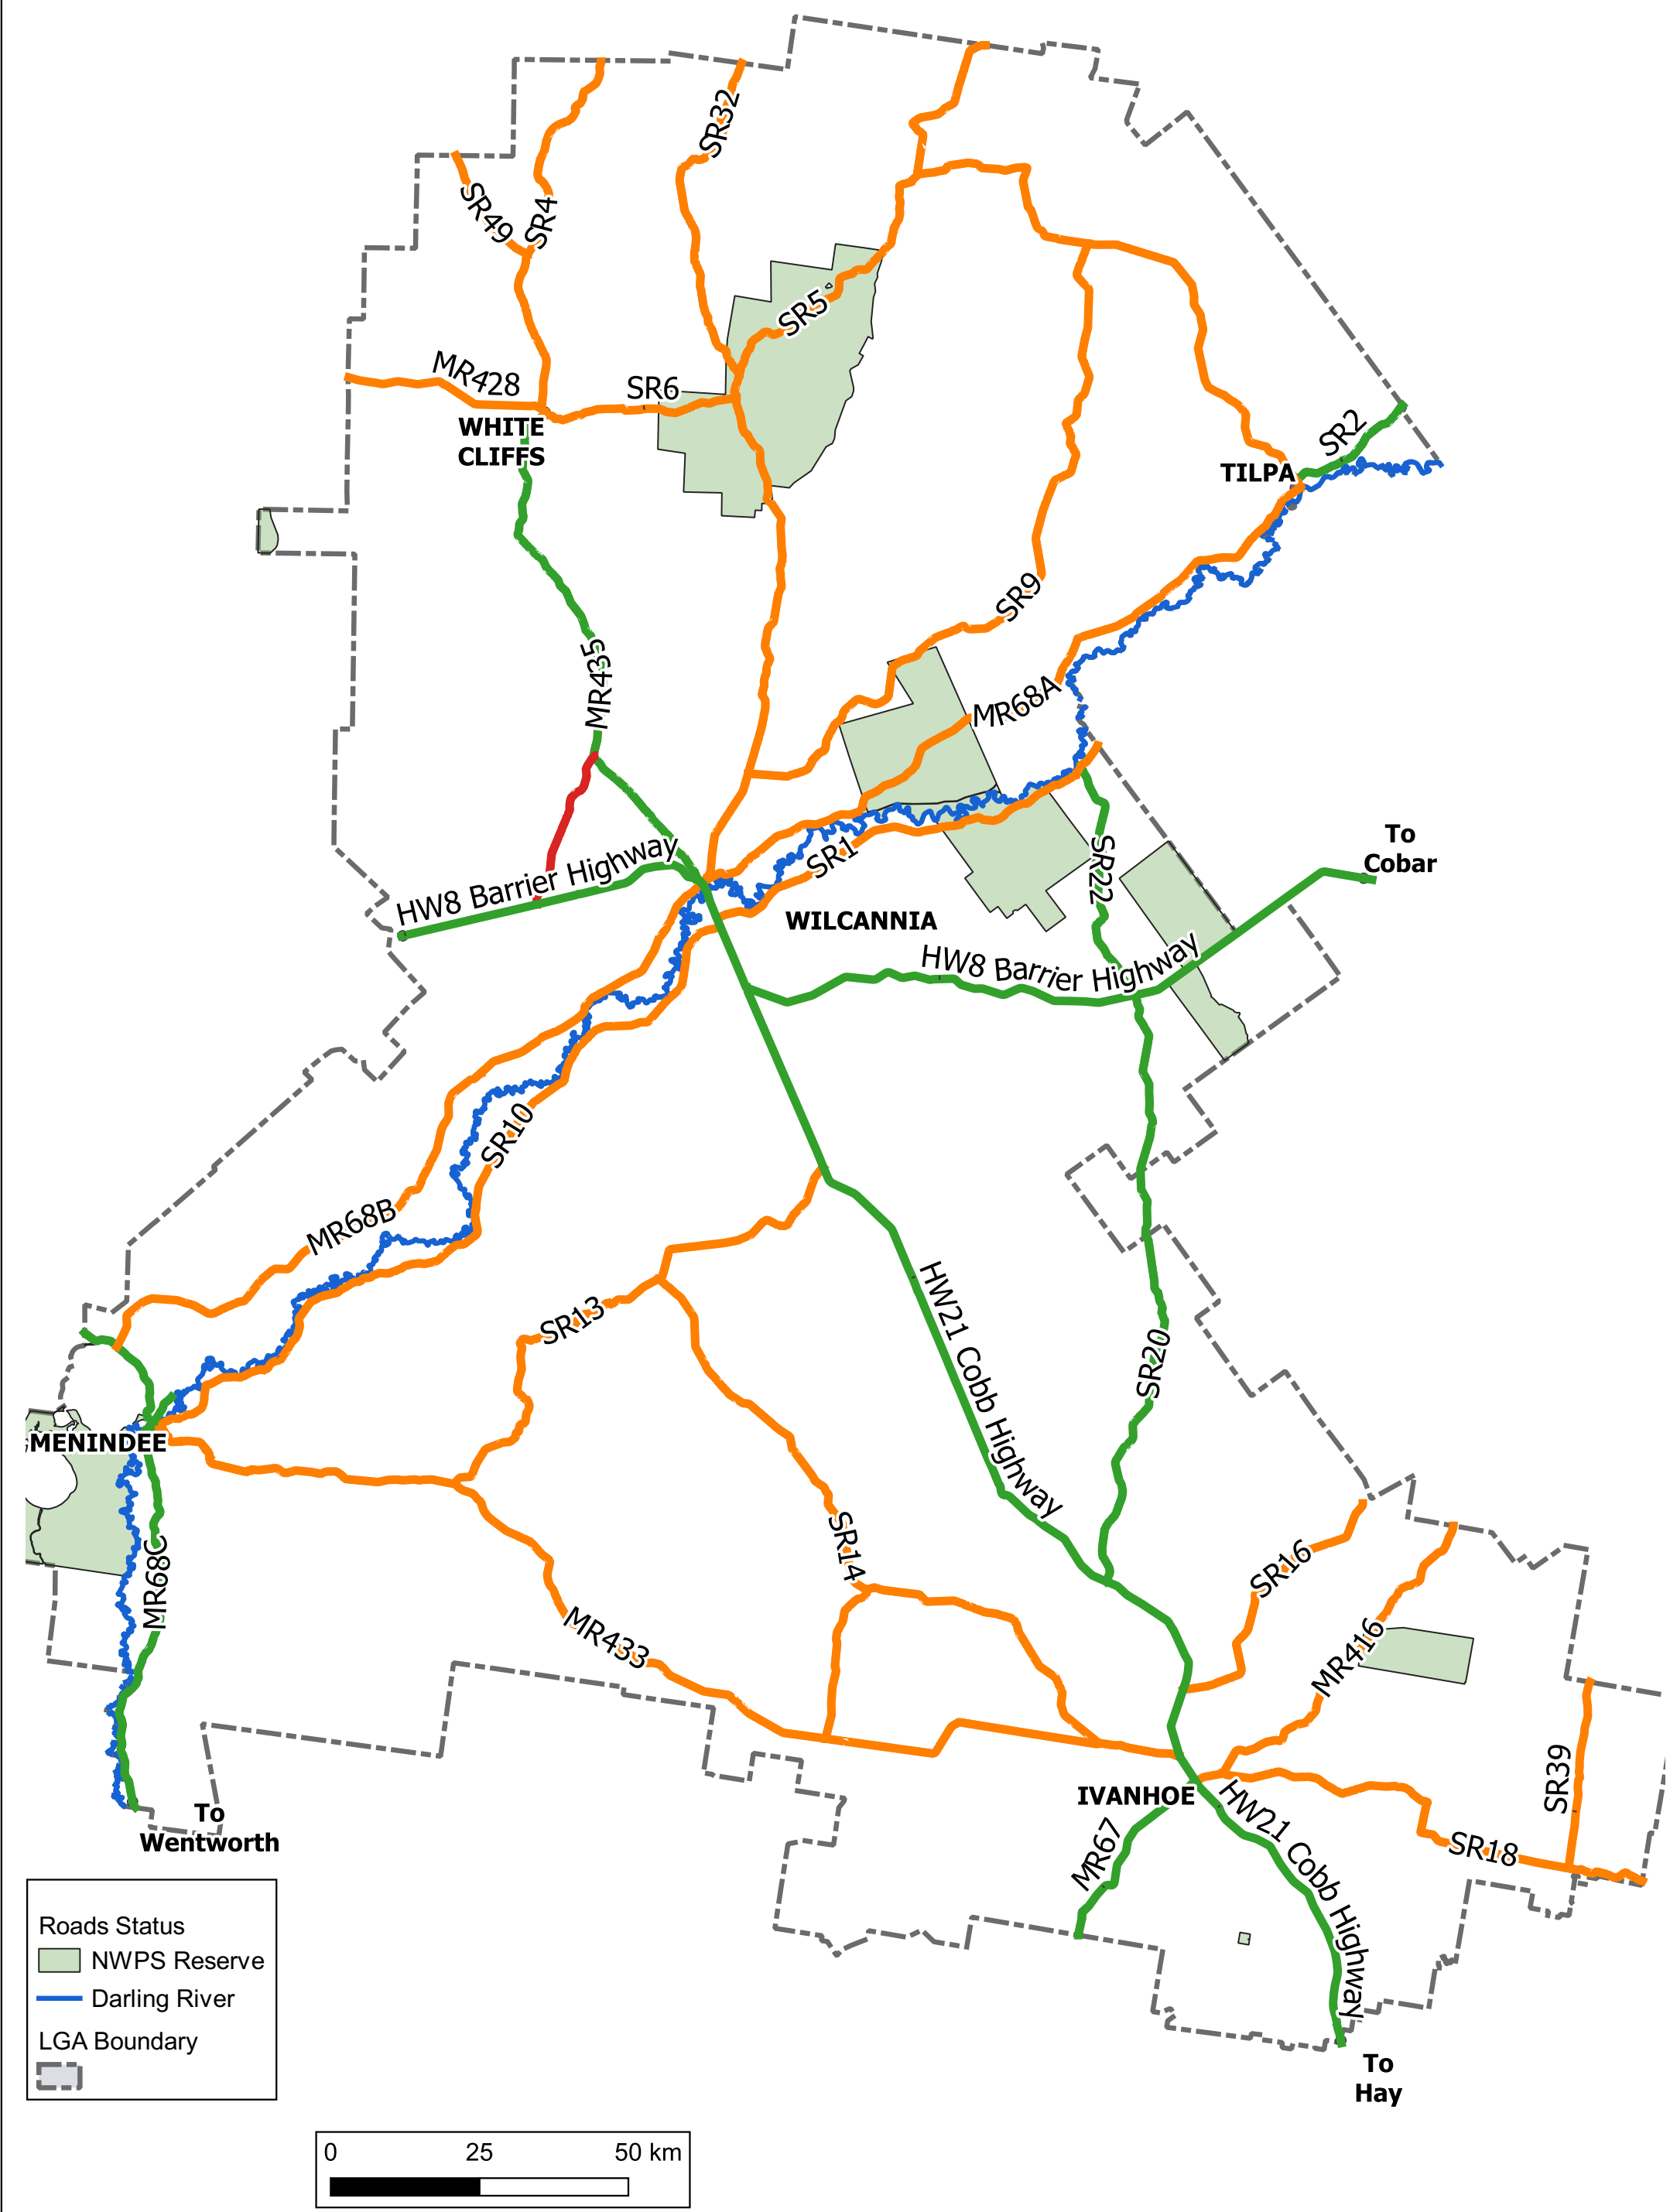 SR32
SR49
SR4
SR5
MR428
SR6
WHITE
CLIFFS
SR2
TILPA
SR9
MR435
MR68A
SR1
SR22
To
Cobar
HW8 Barrier Highway
WILCANNIA
HW8 Barrier Highway
SR10
MR68B
SR13
HW21 Cobb Highway
SR20
MENINDEE
SR14
MR68C
SR16
MR433
MR416
SR39
IVANHOE
HW21 Cobb Highway
MR67
SR18
To
Wentworth
To
Hay
Roads Status
NWPS Reserve
Darling River
LGA Boundary
0 25 50 km